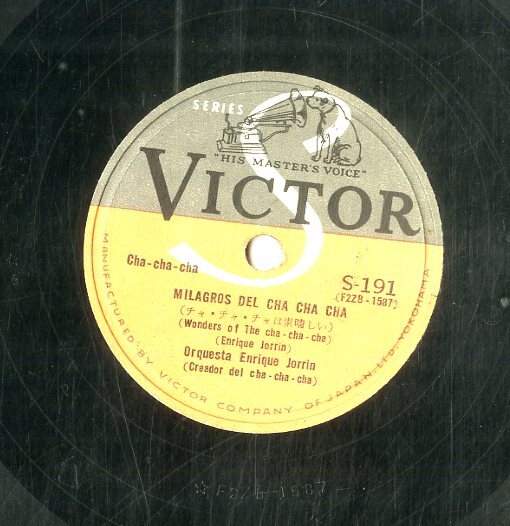 SERIES
S
"HIS MASTER'S VOICE"
VICTOR
Cha-cha-cha
S-191
(F2ZB-1587)
MILAGROS DEL CHA CHA CHA
(チャ・チャ・チャは素晴しい)
(Wonders of The cha-cha-cha)
(Enrique Jorrin)
Orquesta Enrique Jorrin
(Creador del cha-cha-cha)
MANUFACTURED BY VICTOR COMPANY OF JAPAN, LTD. YOKOHAMA